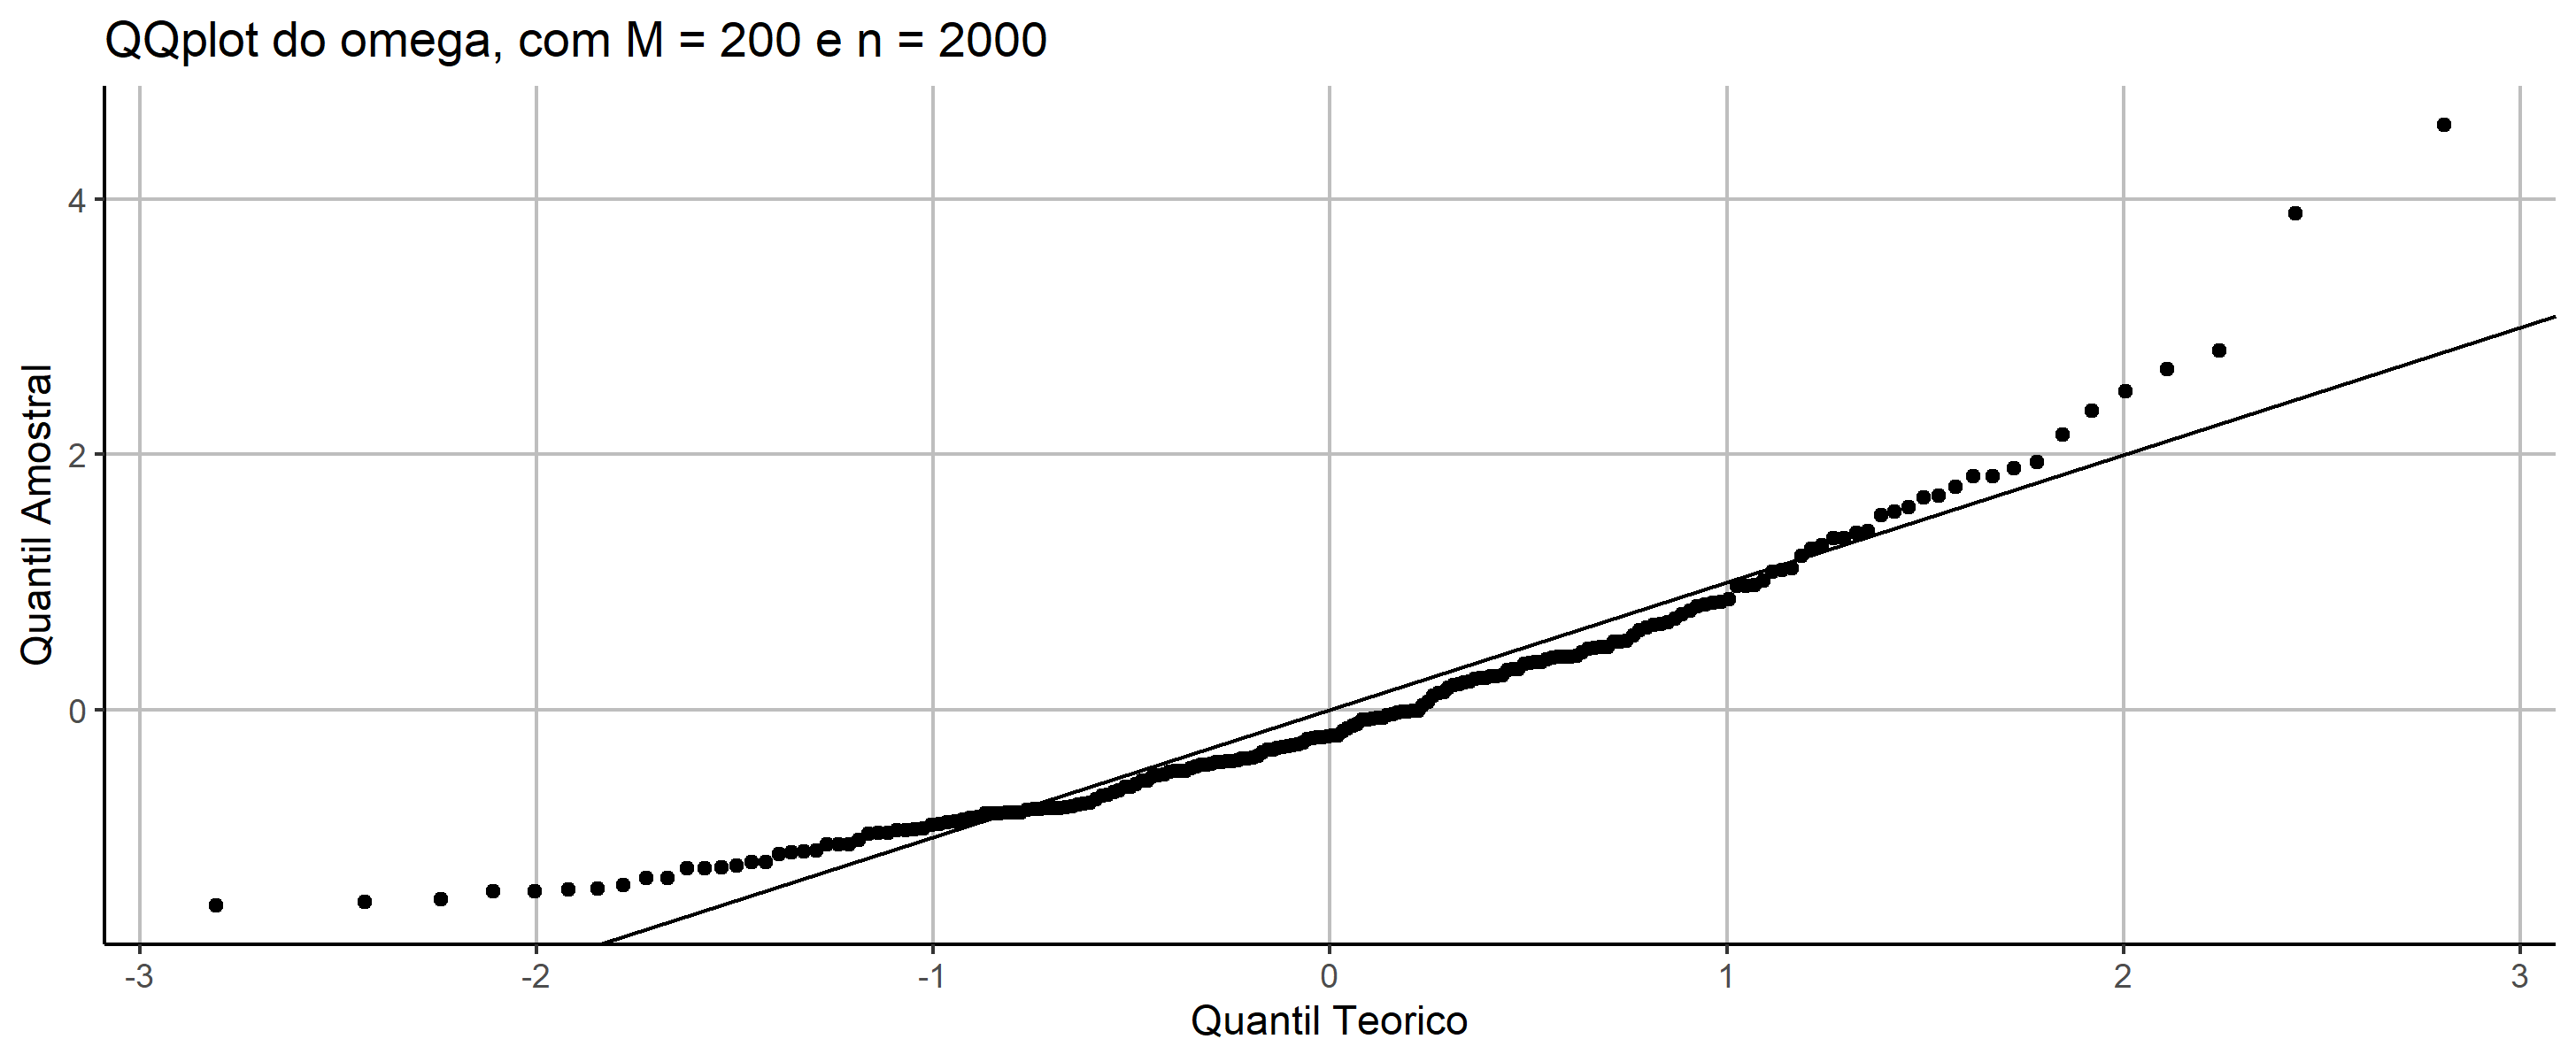 QQplot do omega, com M = 200 e n = 2000
4
2
0
Quantil Amostral
-3 -2 -1 0 1 2 3
Quantil Teorico